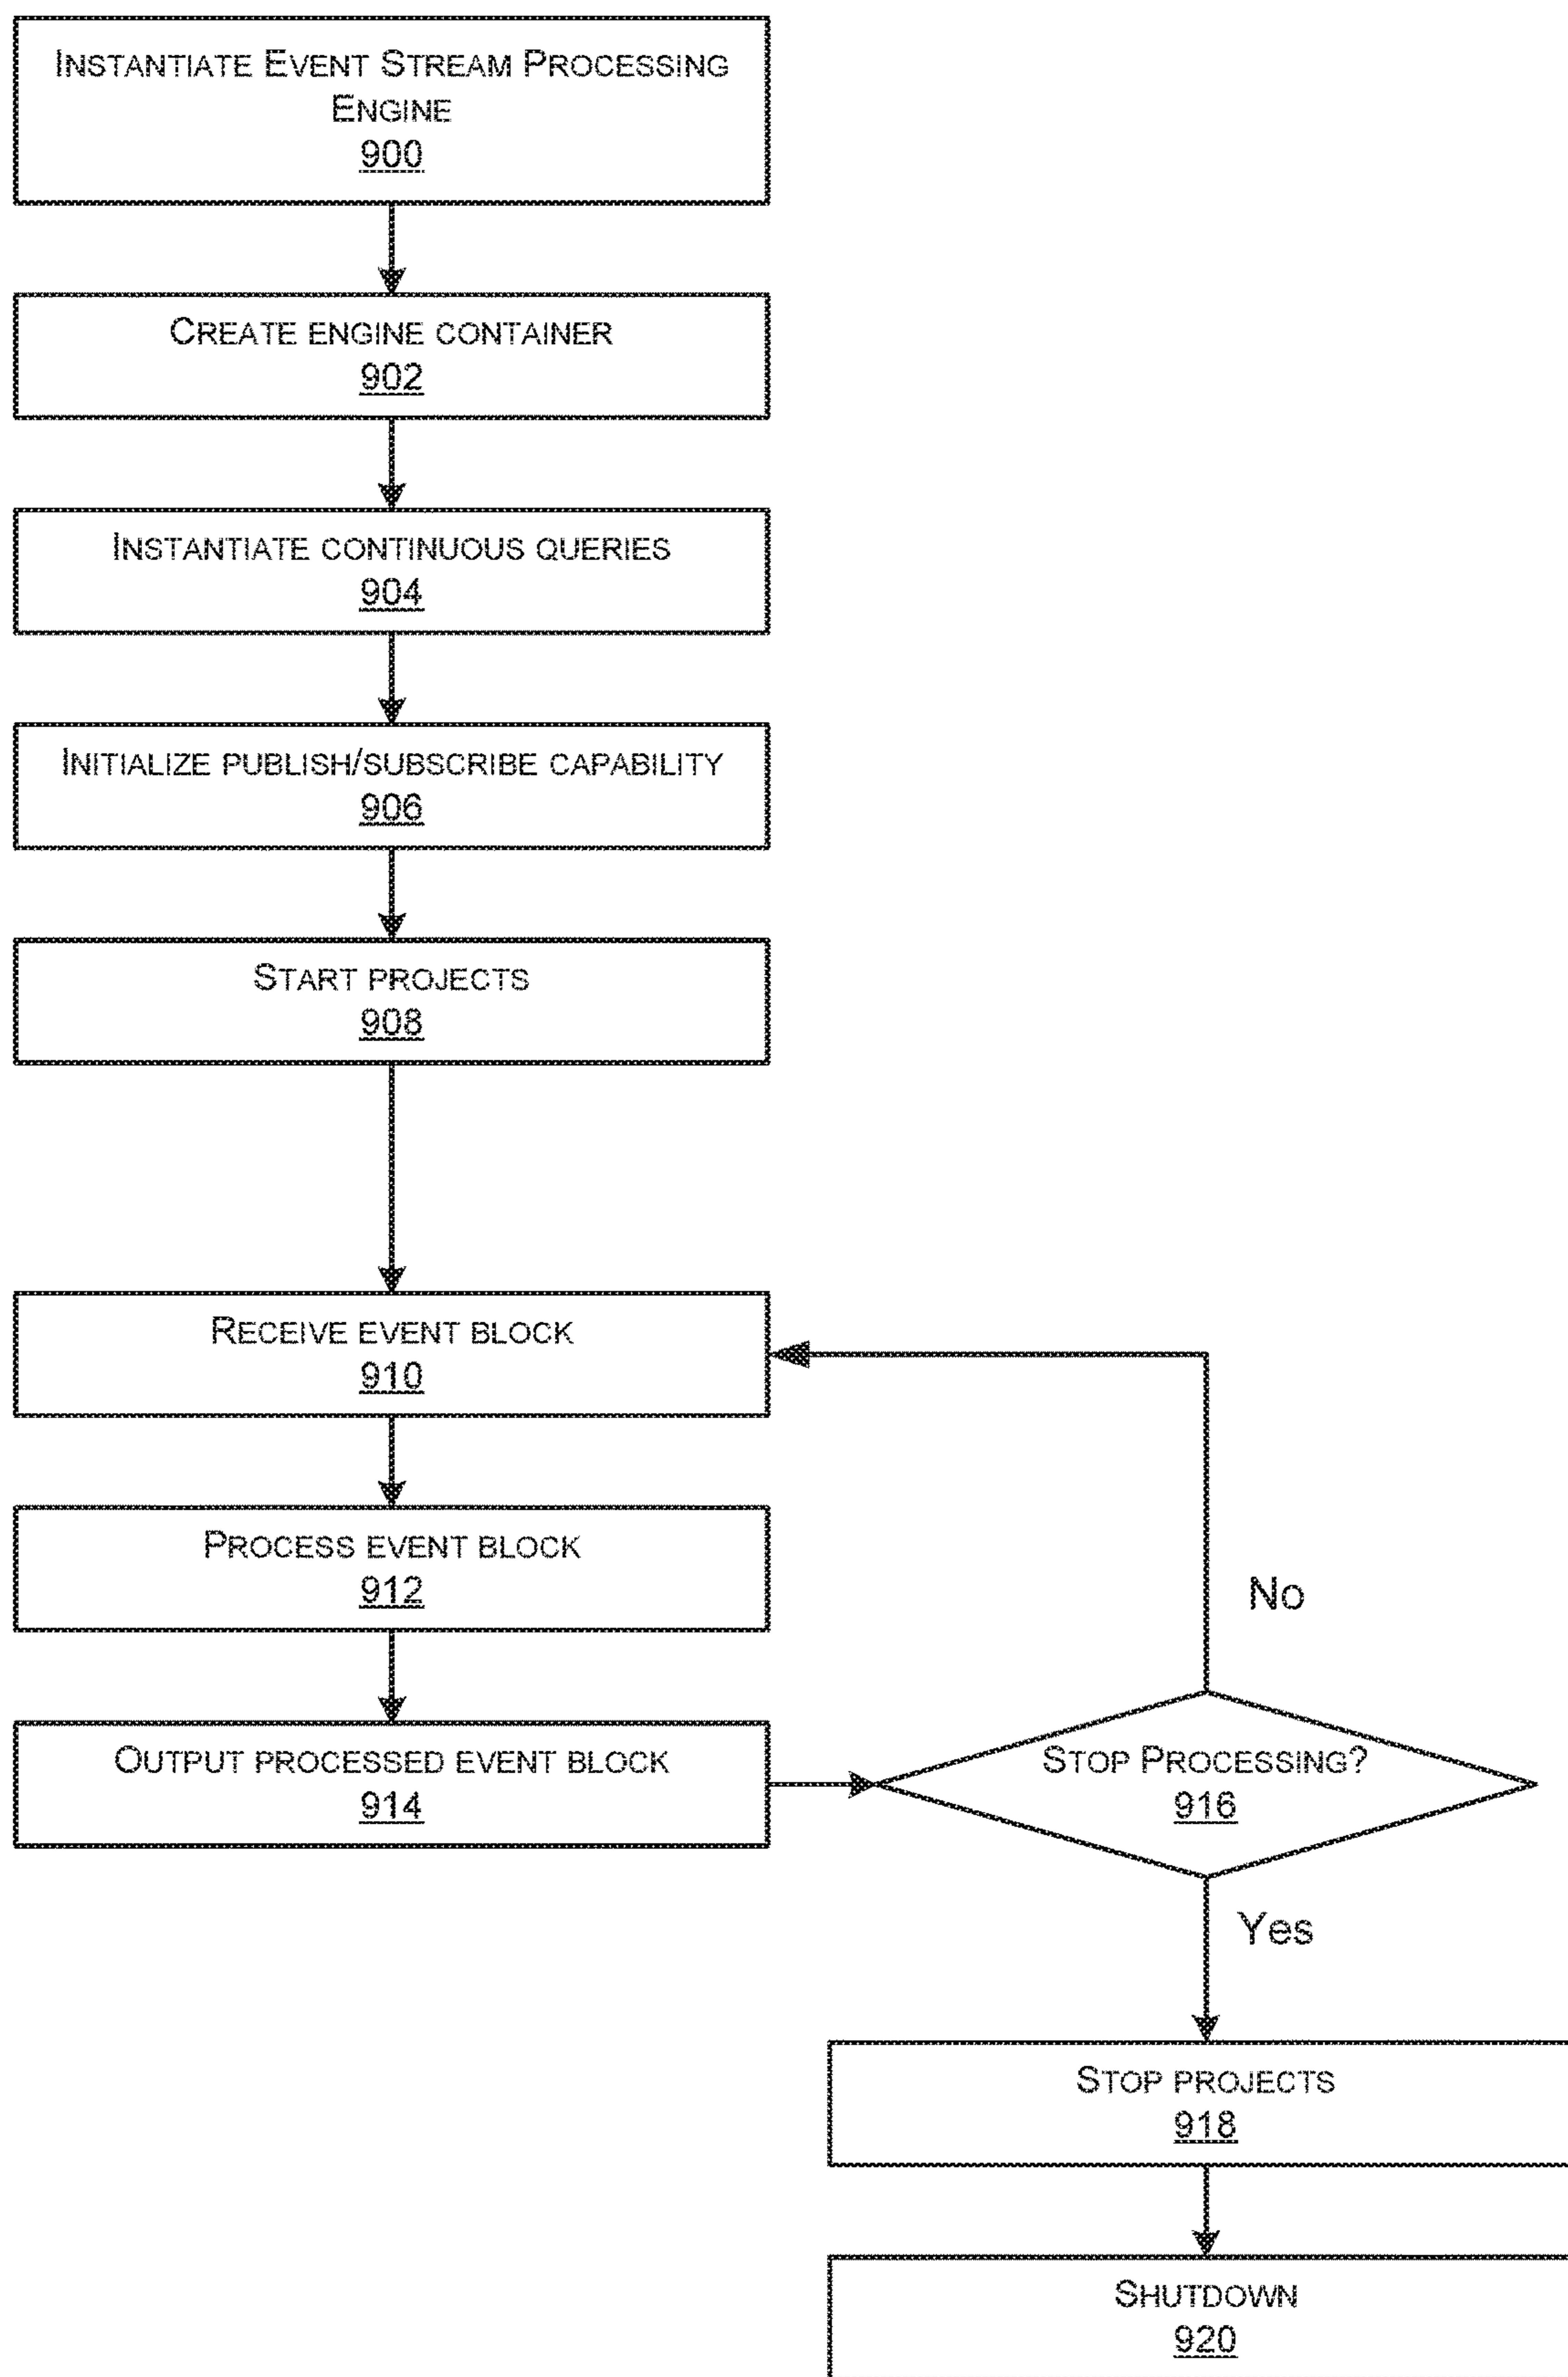 INSTANTIATE EVENT STREAM PROCESSING
ENGINE
900
CREATE ENGINE CONTAINER
902
INSTANTIATE CONTINUOUS QUERIES
904
INITIALIZE PUBLISH/SUBSCRIBE CAPABILITY
906
START PROJECTS
908
RECEIVE EVENT BLOCK
910
PROCESS EVENT BLOCK
912
No
OUTPUT PROCESSED EVENT BLOCK
914
STOP PROCESSING?
916
Yes
STOP PROJECTS
918
SHUTDOWN
920